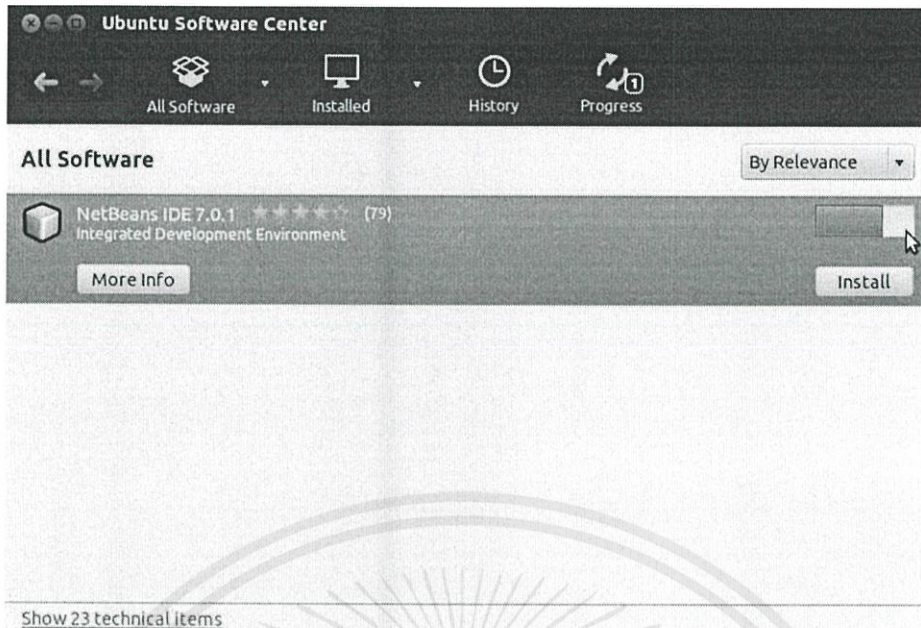 Ubuntu Software Center
All Software
Installed
History
Progress
1
All Software
By Relevance
NetBeans IDE 7.0.1 (79)
Integrated Development Environment
More Info
Install
Show 23 technical items